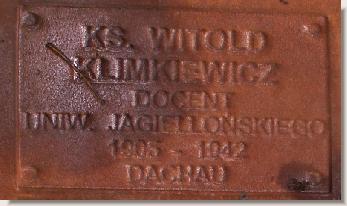 KS. WITOLD
KLIMKIEWICZ
DOCENT
UNIW. JAGIELLOŃSKIEGO
1905 - 1942
DACHAU